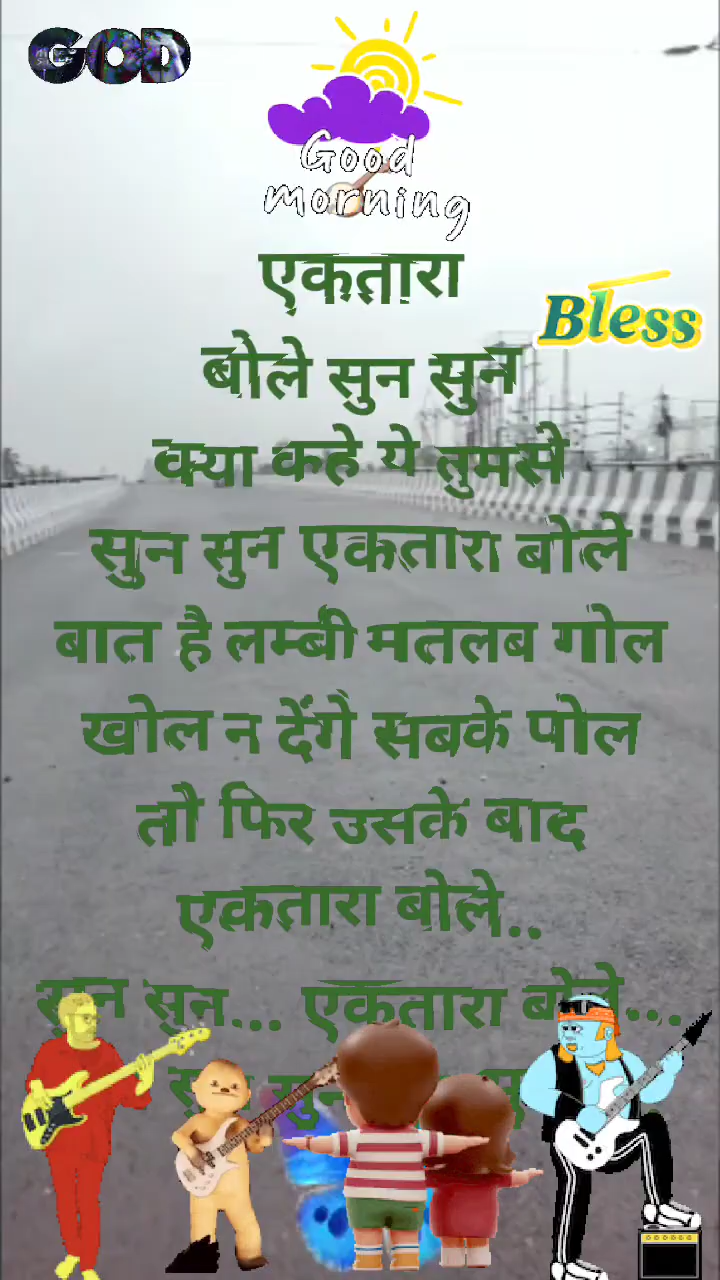 GOD
Good
morning
एकतारा
Bless
बोले सुन सुन
क्या कहे ये तुमसे
सुन सुन एकतारा बोले
बात है लम्बी मतलब गोल
खोल न देंगे सबके पोल
तौ फिर उसके बाद
एकतारा बोले..
सुन सुन... एकतारा बोले...